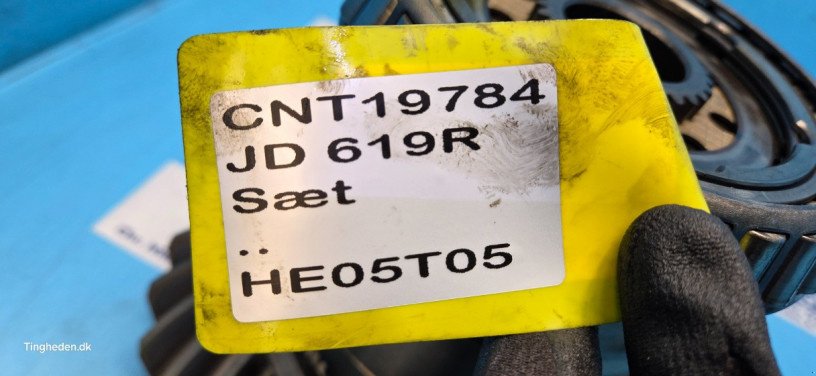 CNT19784
JD 619R
Sæt
..
HE05T05
Tingheden.dk